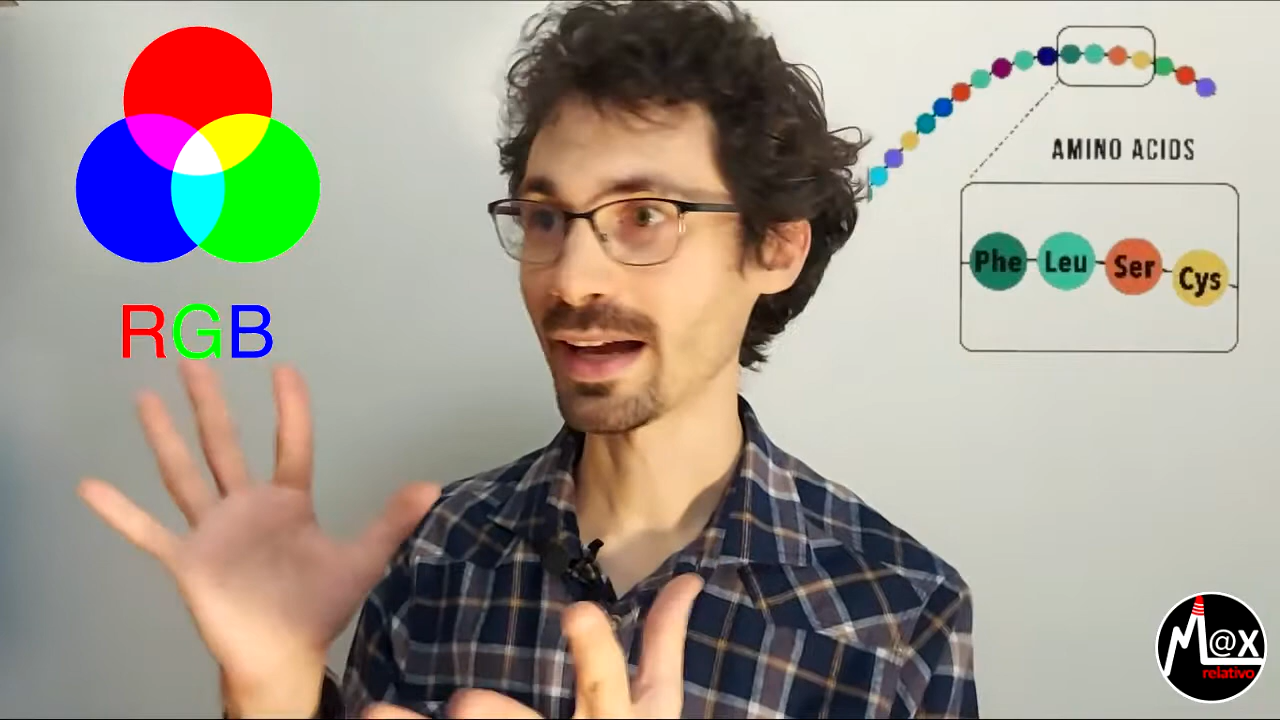 RGB
AMINO ACIDS
Phe Leu Ser Cys
M@x
relativo